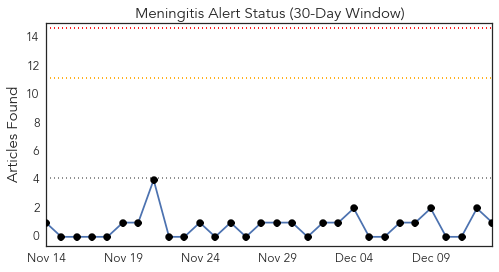 Meningitis Alert Status (30-Day Window)
Articles Found
14
12
10
8
6
4
2
0
Nov 14
Nov 19
Nov 24
Nov 29
Dec 04
Dec 09